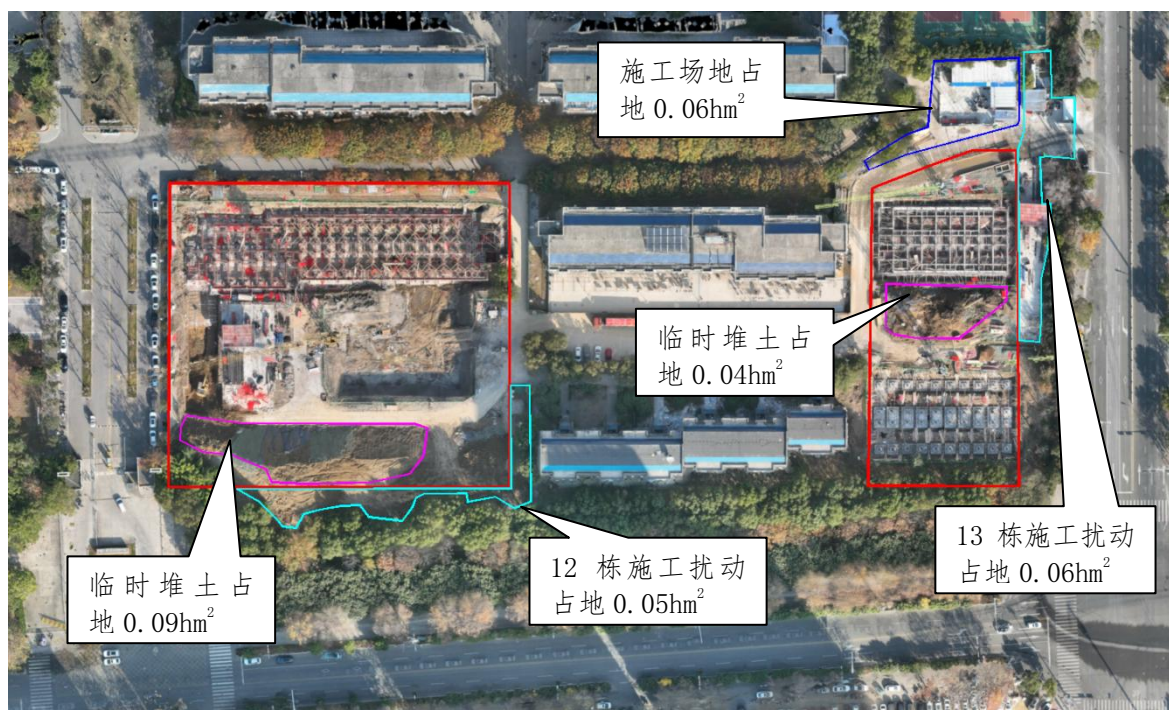 施工场地占
地 0.06hm²
临时堆土占
地 0.04hm²
13 栋施工扰动
占地 0.06hm²
12 栋施工扰动
占地 0.05hm²
临时堆土占
地 0.09hm²